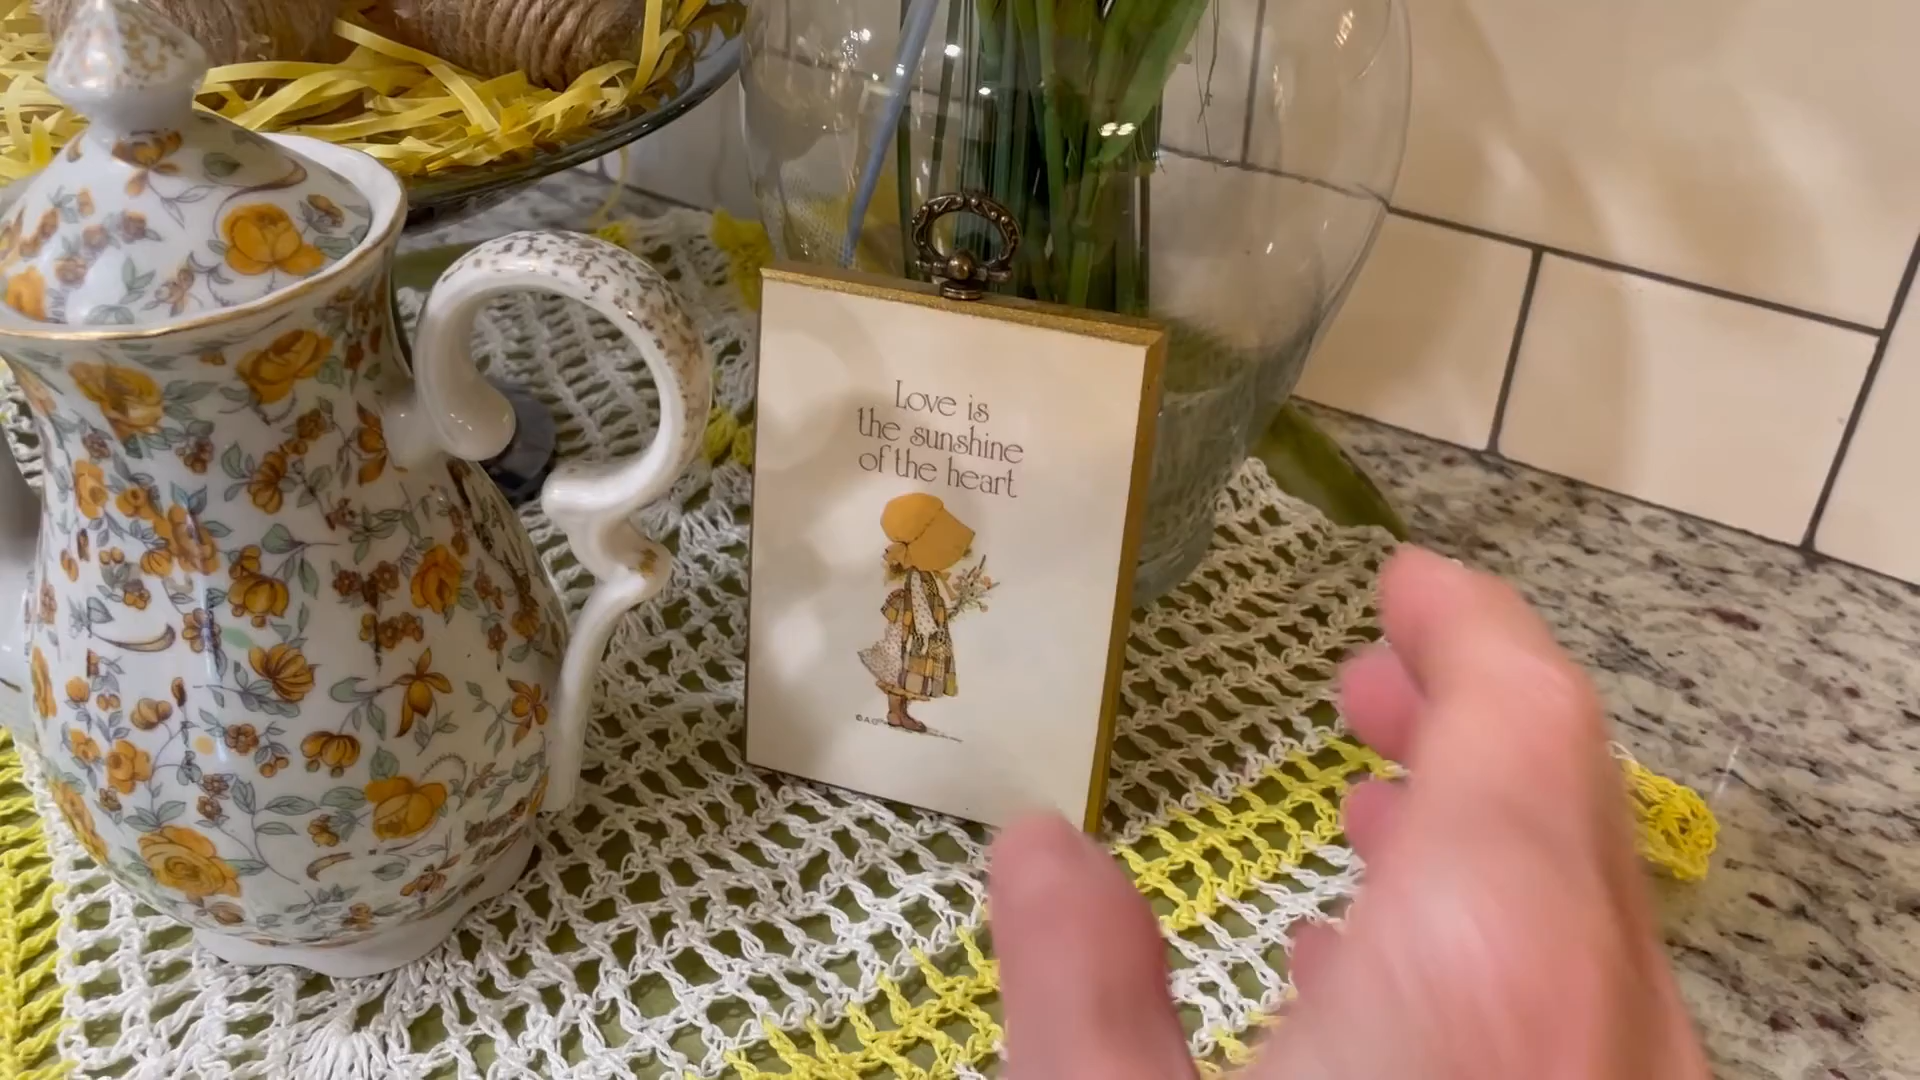 Love is
the sunshine
of the heart